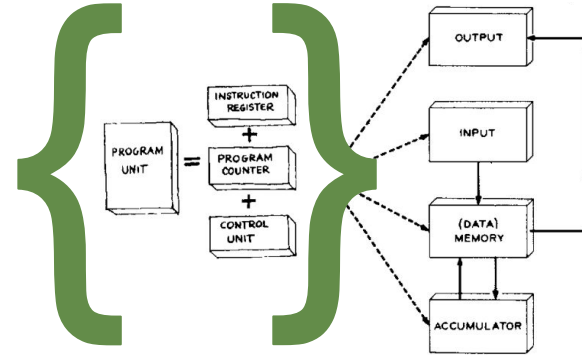 PROGRAM
UNIT
=
INSTRUCTION
REGISTER
+
PROGRAM
COUNTER
+
CONTROL
UNIT
OUTPUT
INPUT
(DATA)
MEMORY
ACCUMULATOR